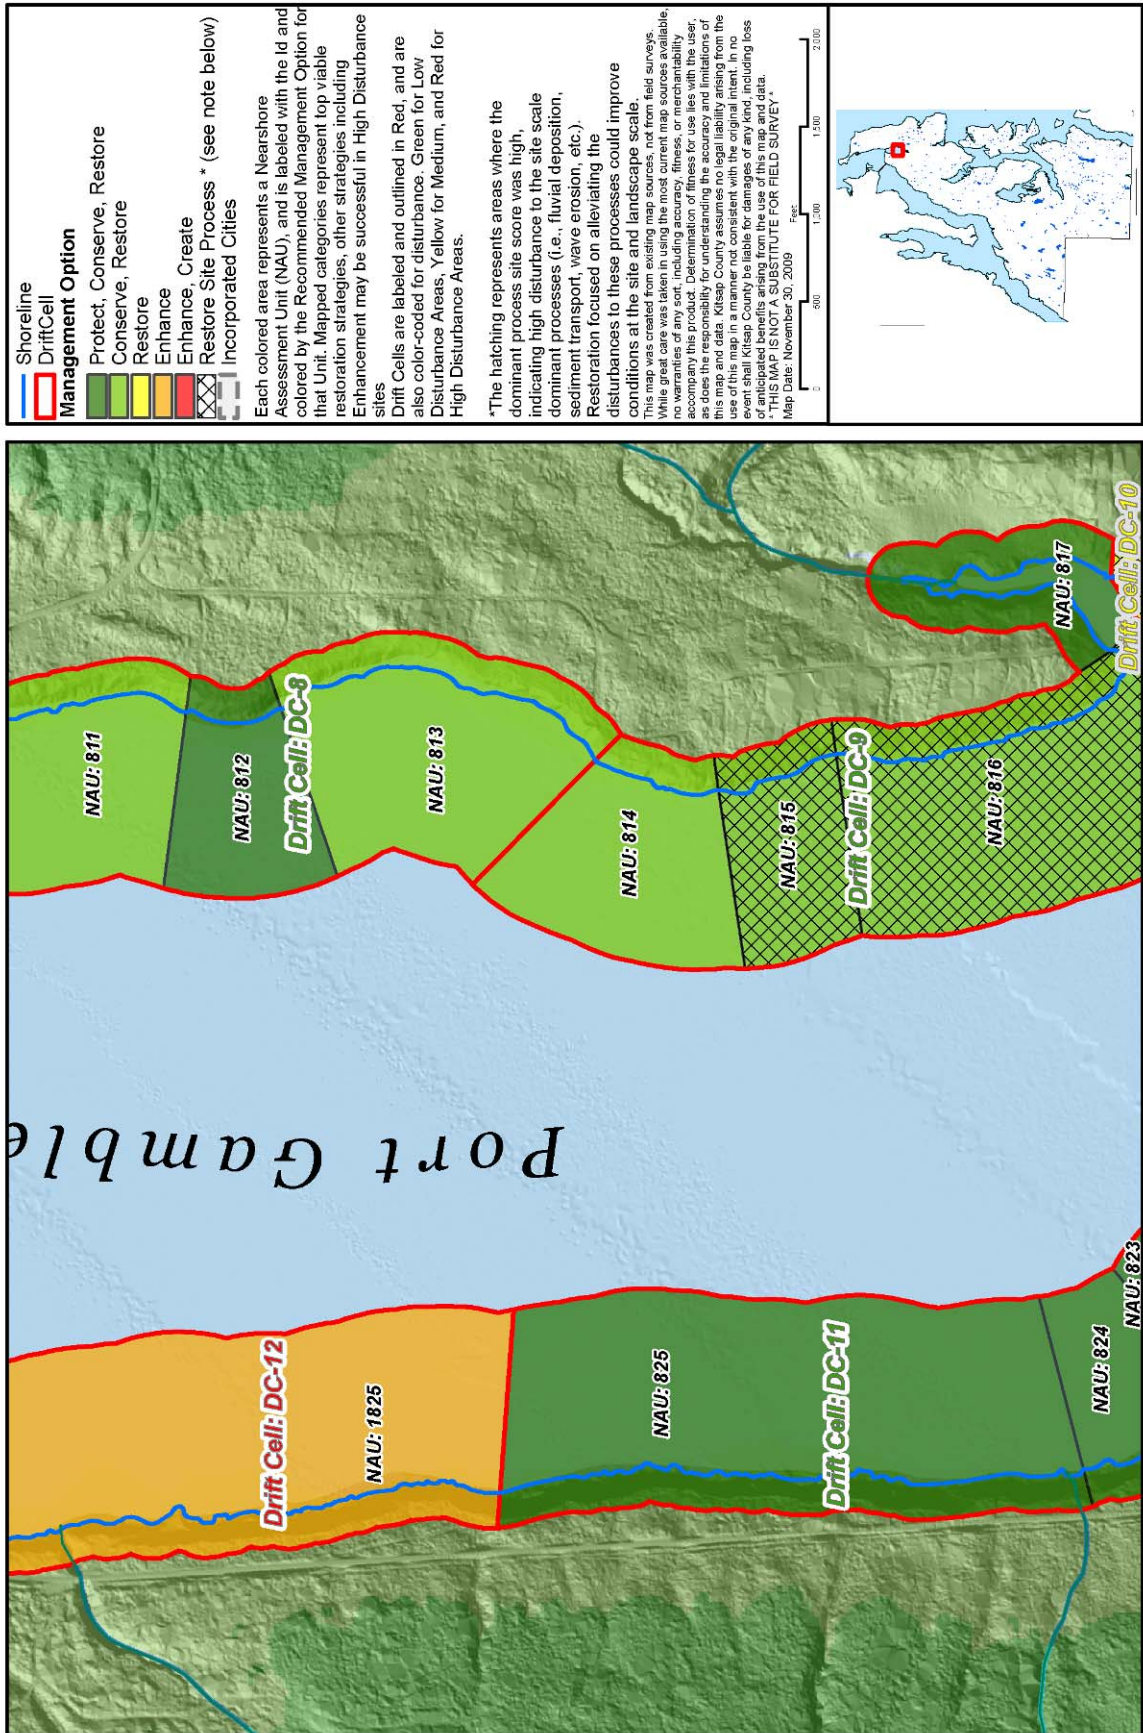 Shoreline
DriftCell
Management Option
Protect, Conserve, Restore
Conserve, Restore
Restore
Enhance
Enhance, Create
Restore Site Process * (see note below)
Incorporated Cities
Each colored area represents a Nearshore
Assessment Unit (NAU), and is labeled with the Id and
colored by the Recommended Management Option for
that Unit. Mapped categories represent top viable
restoration strategies, other strategies including
Enhancement may be successful in High Disturbance
sites
Drift Cells are labeled and outlined in Red, and are
also color-coded for disturbance. Green for Low
Disturbance Areas, Yellow for Medium, and Red for
High Disturbance Areas.
*The hatching represents areas where the
dominant process site score was high,
indicating high disturbance to the site scale
dominant processes (i.e., fluvial deposition,
sediment transport, wave erosion, etc.).
Restoration focused on alleviating the
disturbances to these processes could improve
conditions at the site and landscape scale.
This map was created from existing map sources, not from field surveys.
While great care was taken in using the most current map sources available,
no warranties of any sort, including accuracy, fitness, or merchantability
accompany this product. Determination of fitness for use lies with the user,
as does the responsiblity for understanding the accuracy and limitations of
this map and data. Kitsap County assumes no legal liability arising from the
use of this map in a manner not consistent with the original intent. In no
event shall Kitsap County be liable for damages of any kind, including loss
of anticipated benefits arising from the use of this map and data.
* THIS MAP IS NOT A SUBSTITUTE FOR FIELD SURVEY *
Map Date: November 30, 2009
Feet
0 500 1,000 1,500 2,000
NAU: 811
NAU: 812
Drift Cell: DC-8
NAU: 813
NAU: 814
NAU: 815
Drift Cell: DC-9
NAU: 816
NAU: 817
Drift Cell: DC-10
Port Gamble
Drift Cell: DC-12
NAU: 1825
NAU: 825
Drift Cell: DC-11
NAU: 824
NAU: 823